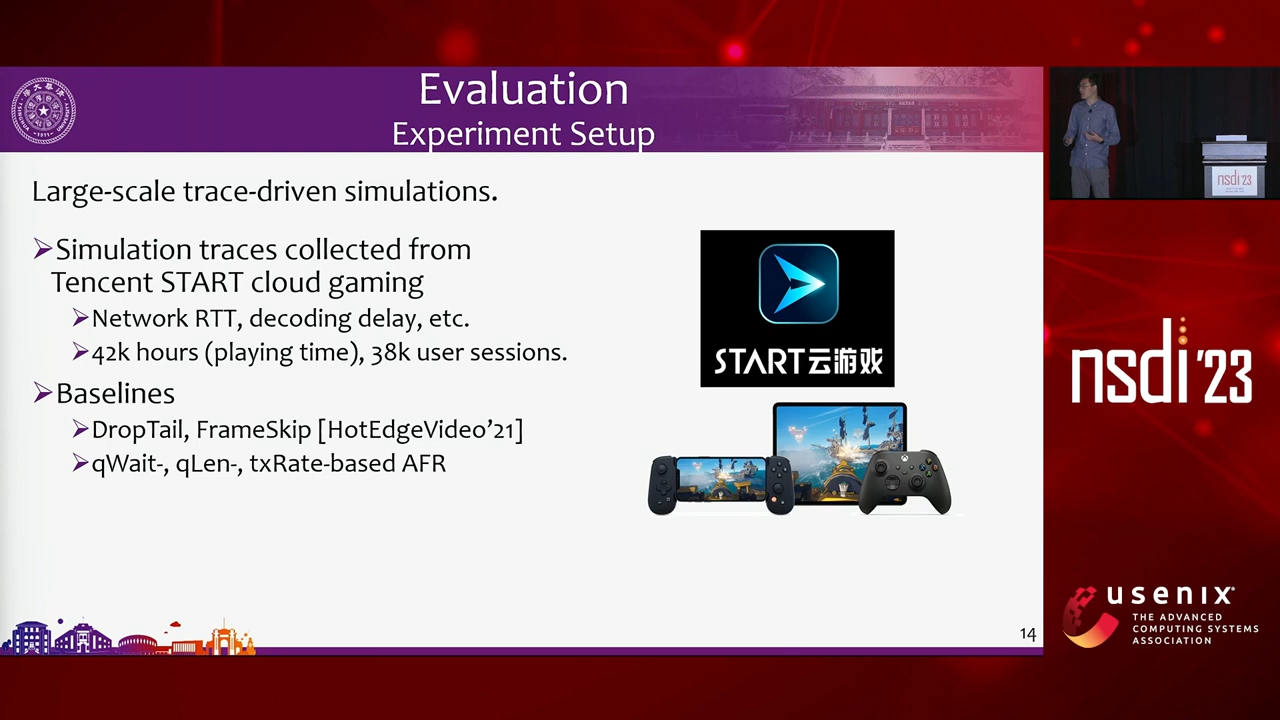 Evaluation
Experiment Setup
Large-scale trace-driven simulations.
➢Simulation traces collected from
Tencent START cloud gaming
➢Network RTT, decoding delay, etc.
➢42k hours (playing time), 38k user sessions.
➢Baselines
➢DropTail, FrameSkip [HotEdgeVideo'21]
➢qWait-, qLen-, txRate-based AFR
START云游戏
14
nsdi'23
nsdi '23
usenix
THE ADVANCED
COMPUTING SYSTEMS
ASSOCIATION